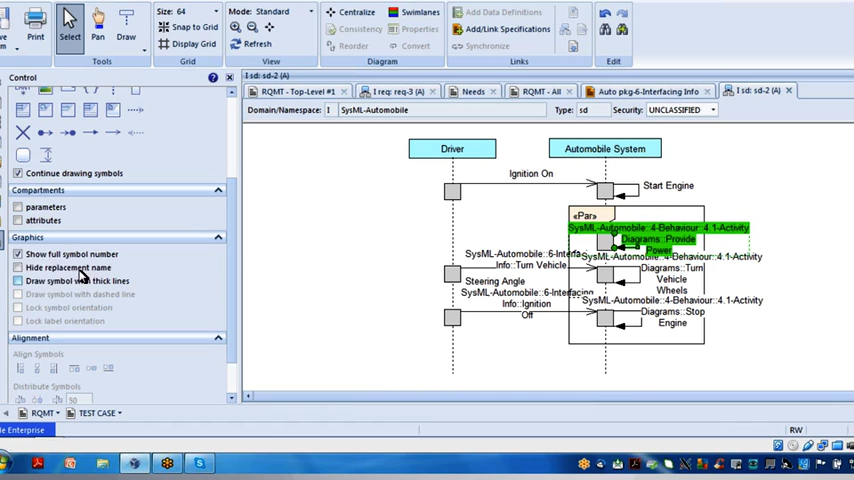 Size: 64
Mode: Standard
Centralize
Swimlanes
Add Data Definitions
Print
Select
Pan
Draw
Snap to Grid
Consistency
Properties
Add/Link Specifications
Display Grid
Refresh
Reorder
Connect
Synchronize
Tools
Grid
View
Diagram
Links
Edit
Control
RQMT - Top-Level #1
I req: req-3 (A)
Needs
RQMT - All
Auto pkg-6-Interfacing Info
I sd: sd-2 (A)
Domain/Namespace:
I
SysML-Automobile
Type:
sd
Security:
UNCLASSIFIED
Continue drawing symbols
Compartments
parameters
attributes
Graphics
Show full symbol number
Hide replacement name
Draw symbol with thick lines
Draw symbol with dashed line
Lock symbol orientation
Lock label orientation
Alignment
Align Symbols
Distribute Symbols
50
Driver
Automobile System
Ignition On
Start Engine
«Par»
SysML-Automobile::4-Behaviour::4.1-Activity
Diagrams::Provide
Power
SysML-Automobile::6-Interfa
Info::Turn Vehicle
Steering Angle
SysML-Automobile::4-Behaviour::4.1-Activity
Diagrams::Turn
Vehicle
Wheels
SysML-Automobile::6-Interfacing
Info::Ignition
Off
SysML-Automobile::4-Behaviour::4.1-Activity
Diagrams::Stop
Engine
RQMT
TEST CASE
le Enterprise
RW